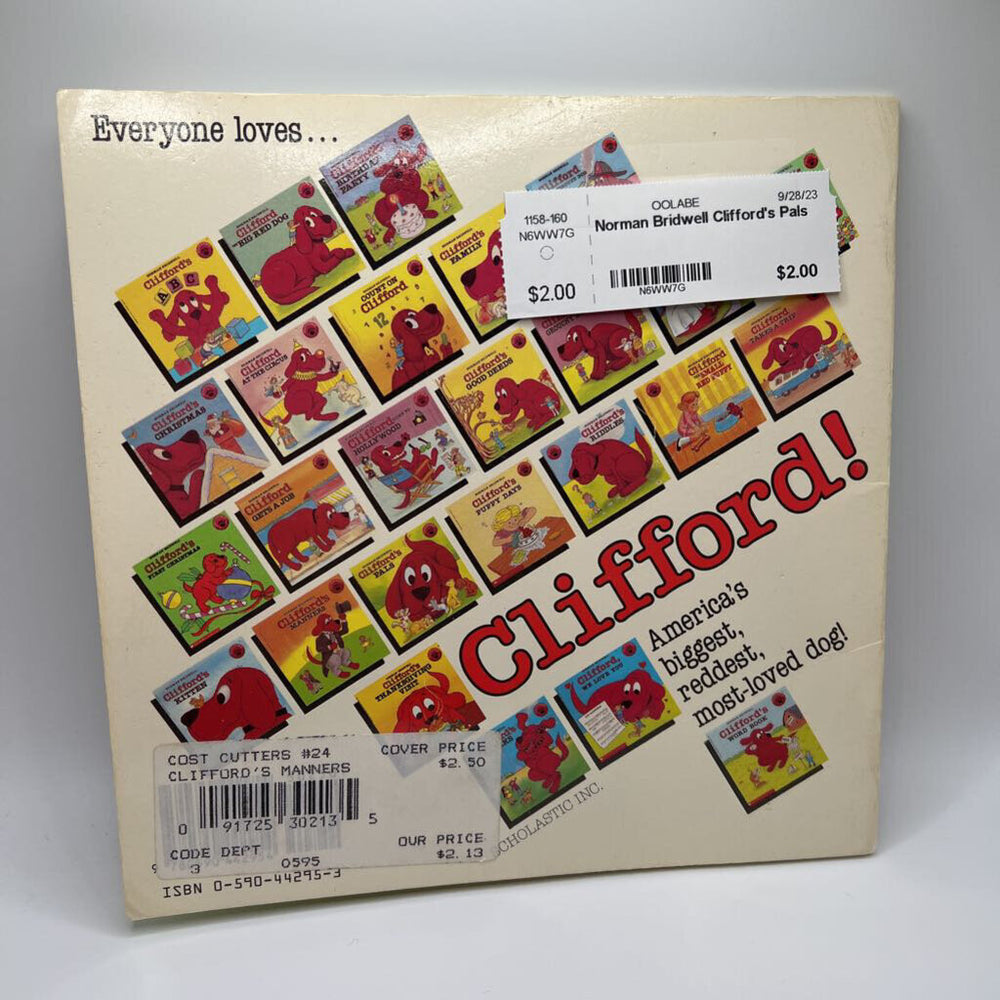 Everyone loves...
Clifford's
BIRTHDAY
PARTY
Clifford
THE BIG RED DOG
Clifford's
ABC
Clifford's
FAMILY
COUNT ON
Clifford
1158-160
N6WW7G
$2.00
OOLABE
9/28/23
Norman Bridwell Clifford's Pals
N6WW7G
$2.00
Clifford
AT THE CIRCUS
Clifford's
GOOD DEEDS
Clifford
TAKES A TRIP
Clifford
THE SMALL
RED PUPPY
Clifford's
CHRISTMAS
Clifford
HOLLYWOOD
Clifford's
RIDDLES
Clifford
GETS A JOB
Clifford's
PUPPY DAYS
Clifford's
FIRST CHRISTMAS
Clifford's
PALS
Clifford's
MANNERS
Clifford's
KITTEN
Clifford's
THANKSGIVING
VISIT
Clifford,
WE LOVE YOU
Clifford's
WORD BOOK
Clifford!
America's
biggest,
reddest,
most-loved dog!
COST CUTTERS #24
CLIFFORD'S MANNERS
COVER PRICE
$2.50
0 91725 30213 5
CODE DEPT
3 0595
OUR PRICE
$2.13
ISBN 0-590-44295-3
SCHOLASTIC INC.